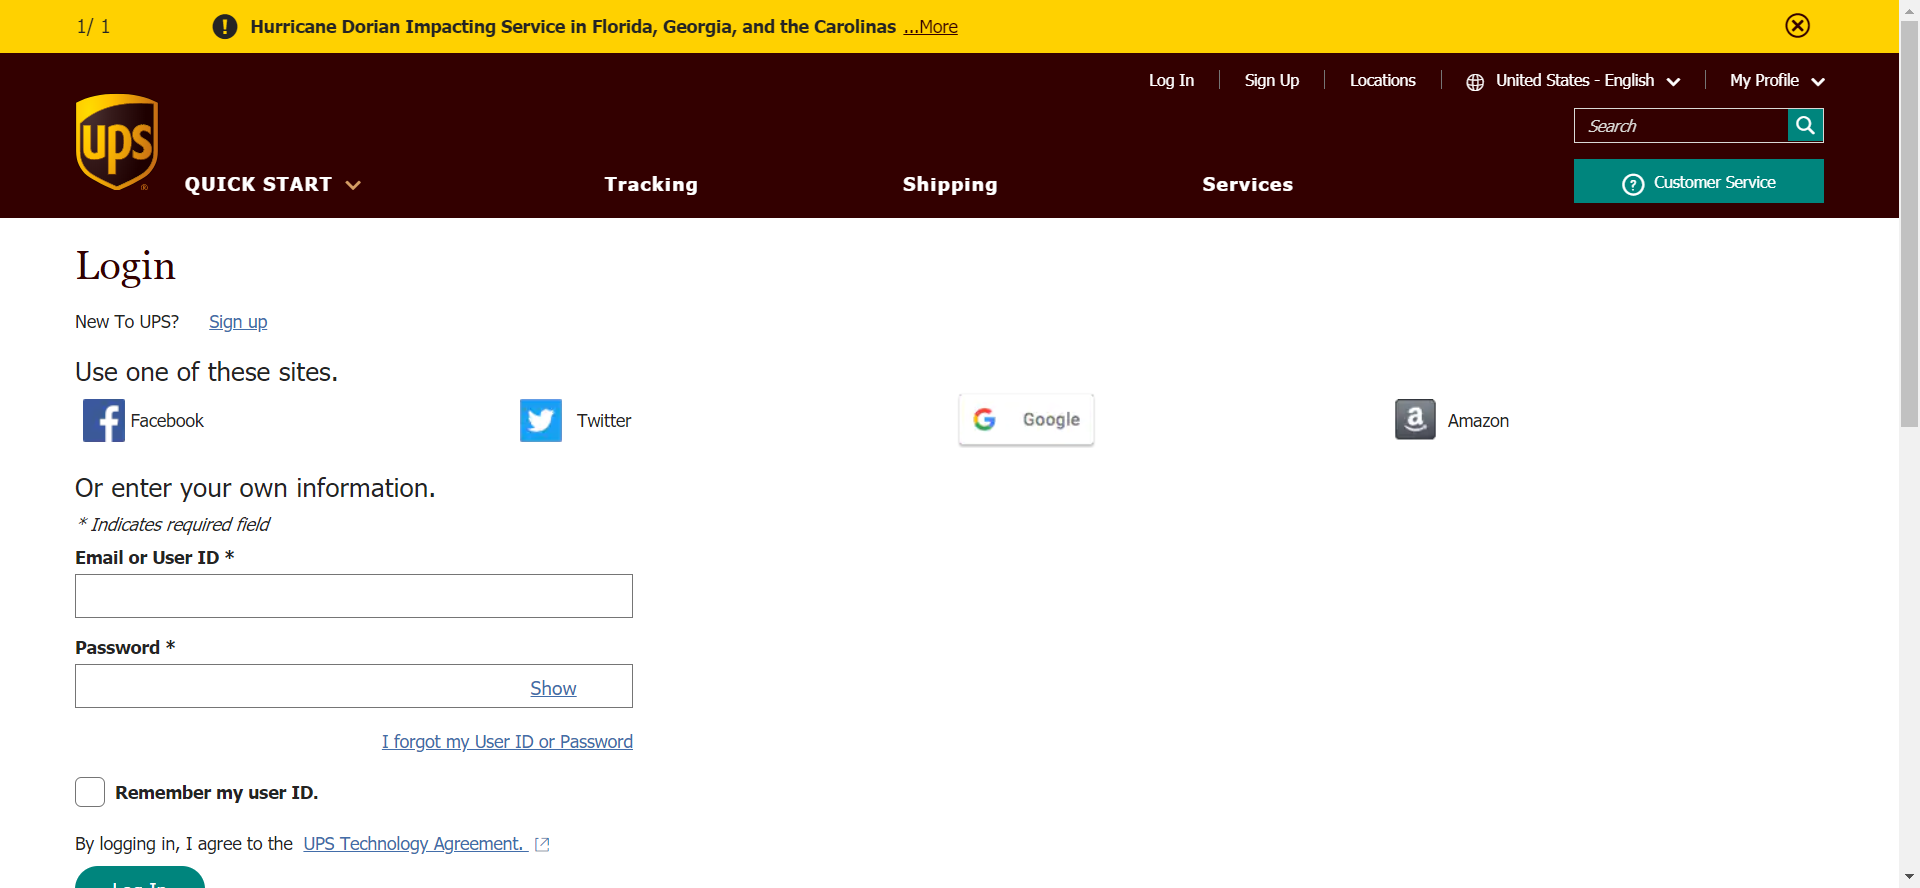 1/ 1
Hurricane Dorian Impacting Service in Florida, Georgia, and the Carolinas ...More
Log In
Sign Up
Locations
United States - English
My Profile
ups
Search
QUICK START
Tracking
Shipping
Services
Customer Service
Login
New To UPS? Sign up
Use one of these sites.
Facebook
Twitter
Google
Amazon
Or enter your own information.
* Indicates required field
Email or User ID *
Password *
Show
I forgot my User ID or Password
Remember my user ID.
By logging in, I agree to the UPS Technology Agreement.
Log In